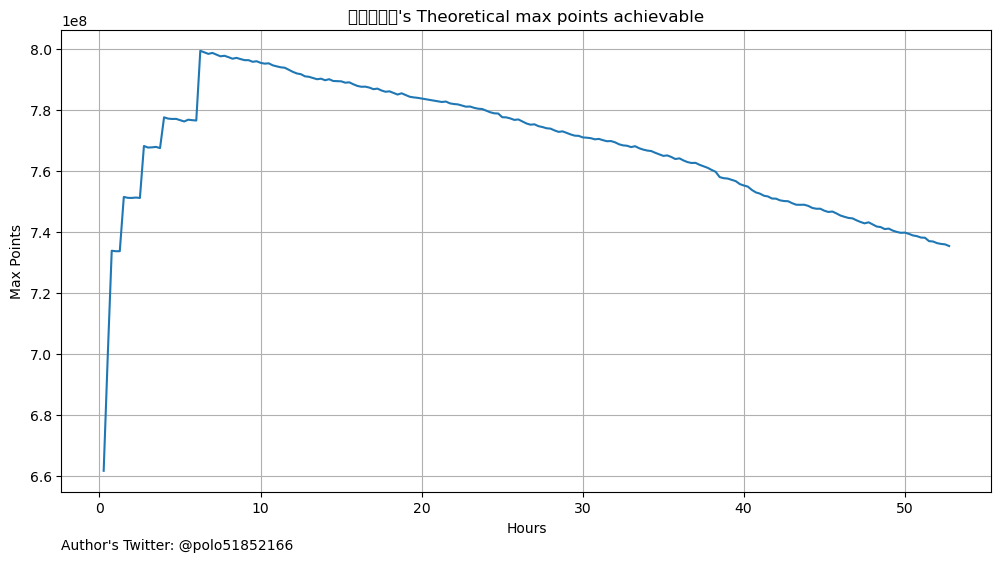 's Theoretical max points achievable
1e8
8.0
7.8
7.6
7.4
7.2
7.0
6.8
6.6
Max Points
0 10 20 30 40 50
Hours
Author's Twitter: @polo51852166